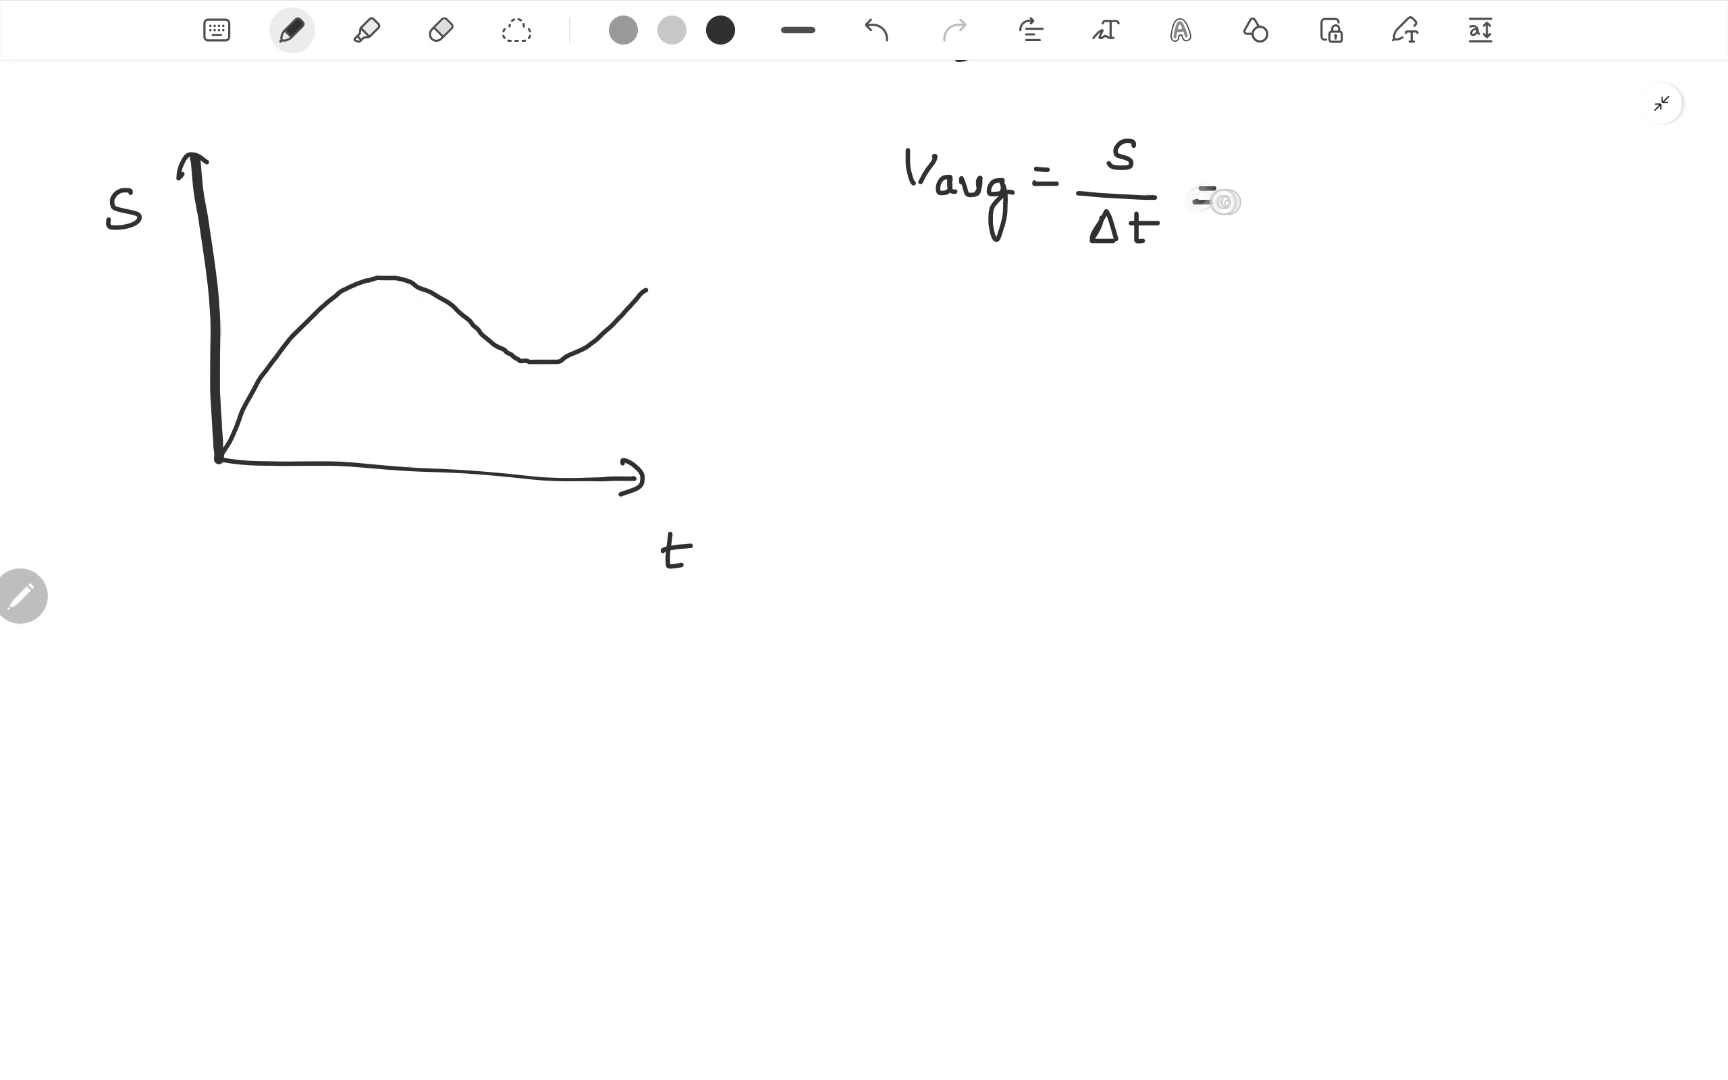 S
t
Vavg = s/Δt =